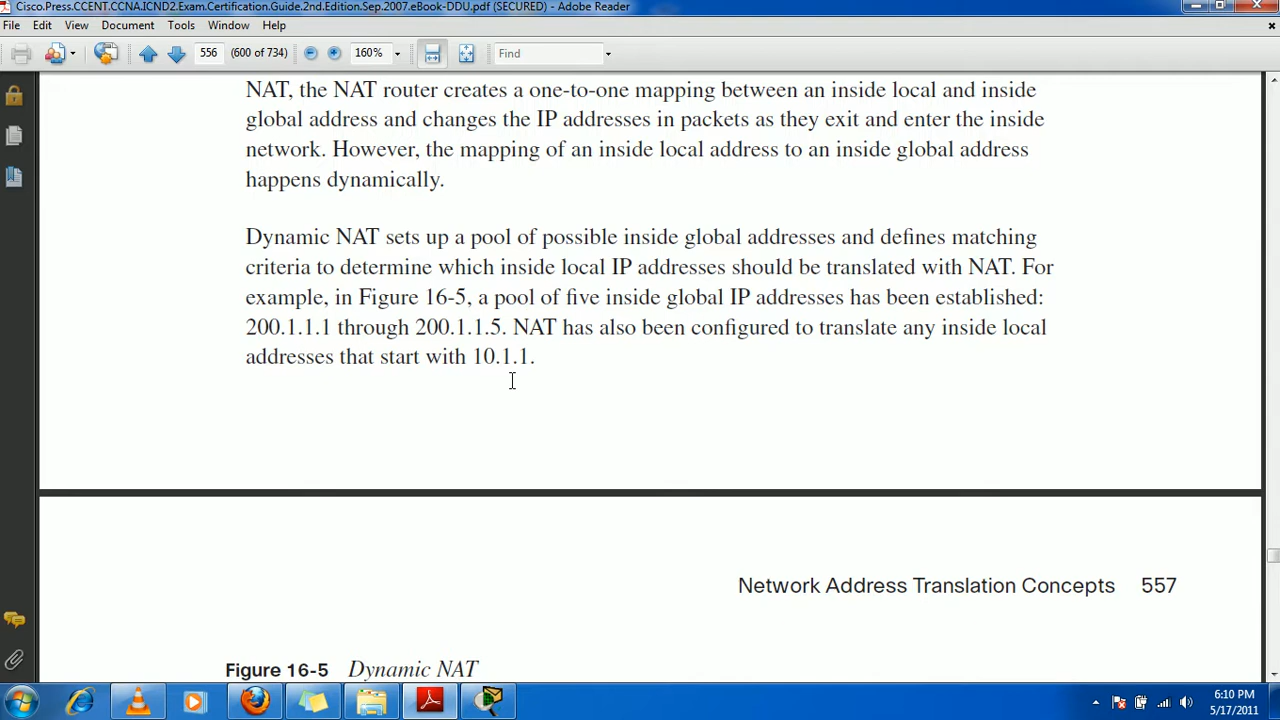 Cisco.Press.CCENT.CCNA.ICND2.Exam.Certification.Guide.2nd.Edition.Sep.2007.eBook-DDU.pdf (SECURED) - Adobe Reader
File Edit View Document Tools Window Help
556 (600 of 734) 160% Find
NAT, the NAT router creates a one-to-one mapping between an inside local and inside
global address and changes the IP addresses in packets as they exit and enter the inside
network. However, the mapping of an inside local address to an inside global address
happens dynamically.
Dynamic NAT sets up a pool of possible inside global addresses and defines matching
criteria to determine which inside local IP addresses should be translated with NAT. For
example, in Figure 16-5, a pool of five inside global IP addresses has been established:
200.1.1.1 through 200.1.1.5. NAT has also been configured to translate any inside local
addresses that start with 10.1.1.
Network Address Translation Concepts 557
Figure 16-5 Dynamic NAT
6:10 PM
5/17/2011